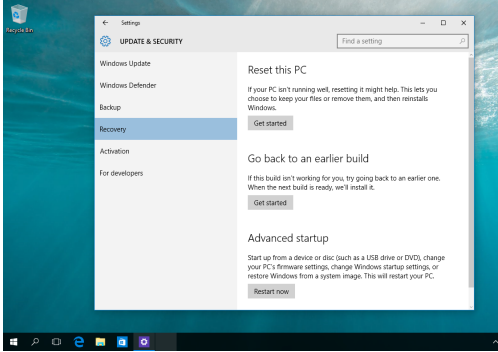 Recycle Bin
Settings
UPDATE & SECURITY
Find a setting
Windows Update
Windows Defender
Backup
Recovery
Activation
For developers
Reset this PC
If your PC isn't running well, resetting it might help. This lets you
choose to keep your files or remove them, and then reinstalls
Windows.
Get started
Go back to an earlier build
If this build isn't working for you, try going back to an earlier one.
When the next build is ready, we'll install it.
Get started
Advanced startup
Start up from a device or disc (such as a USB drive or DVD), change
your PC's firmware settings, change Windows startup settings, or
restore Windows from a system image. This will restart your PC.
Restart now